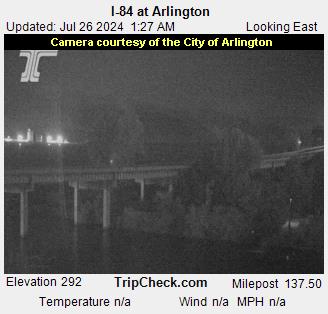 I-84 at Arlington
Updated: Jul 26 2024 1:27 AM Looking East
Camera courtesy of the City of Arlington
Elevation 292 TripCheck.com Milepost 137.50
Temperature n/a Wind n/a MPH n/a